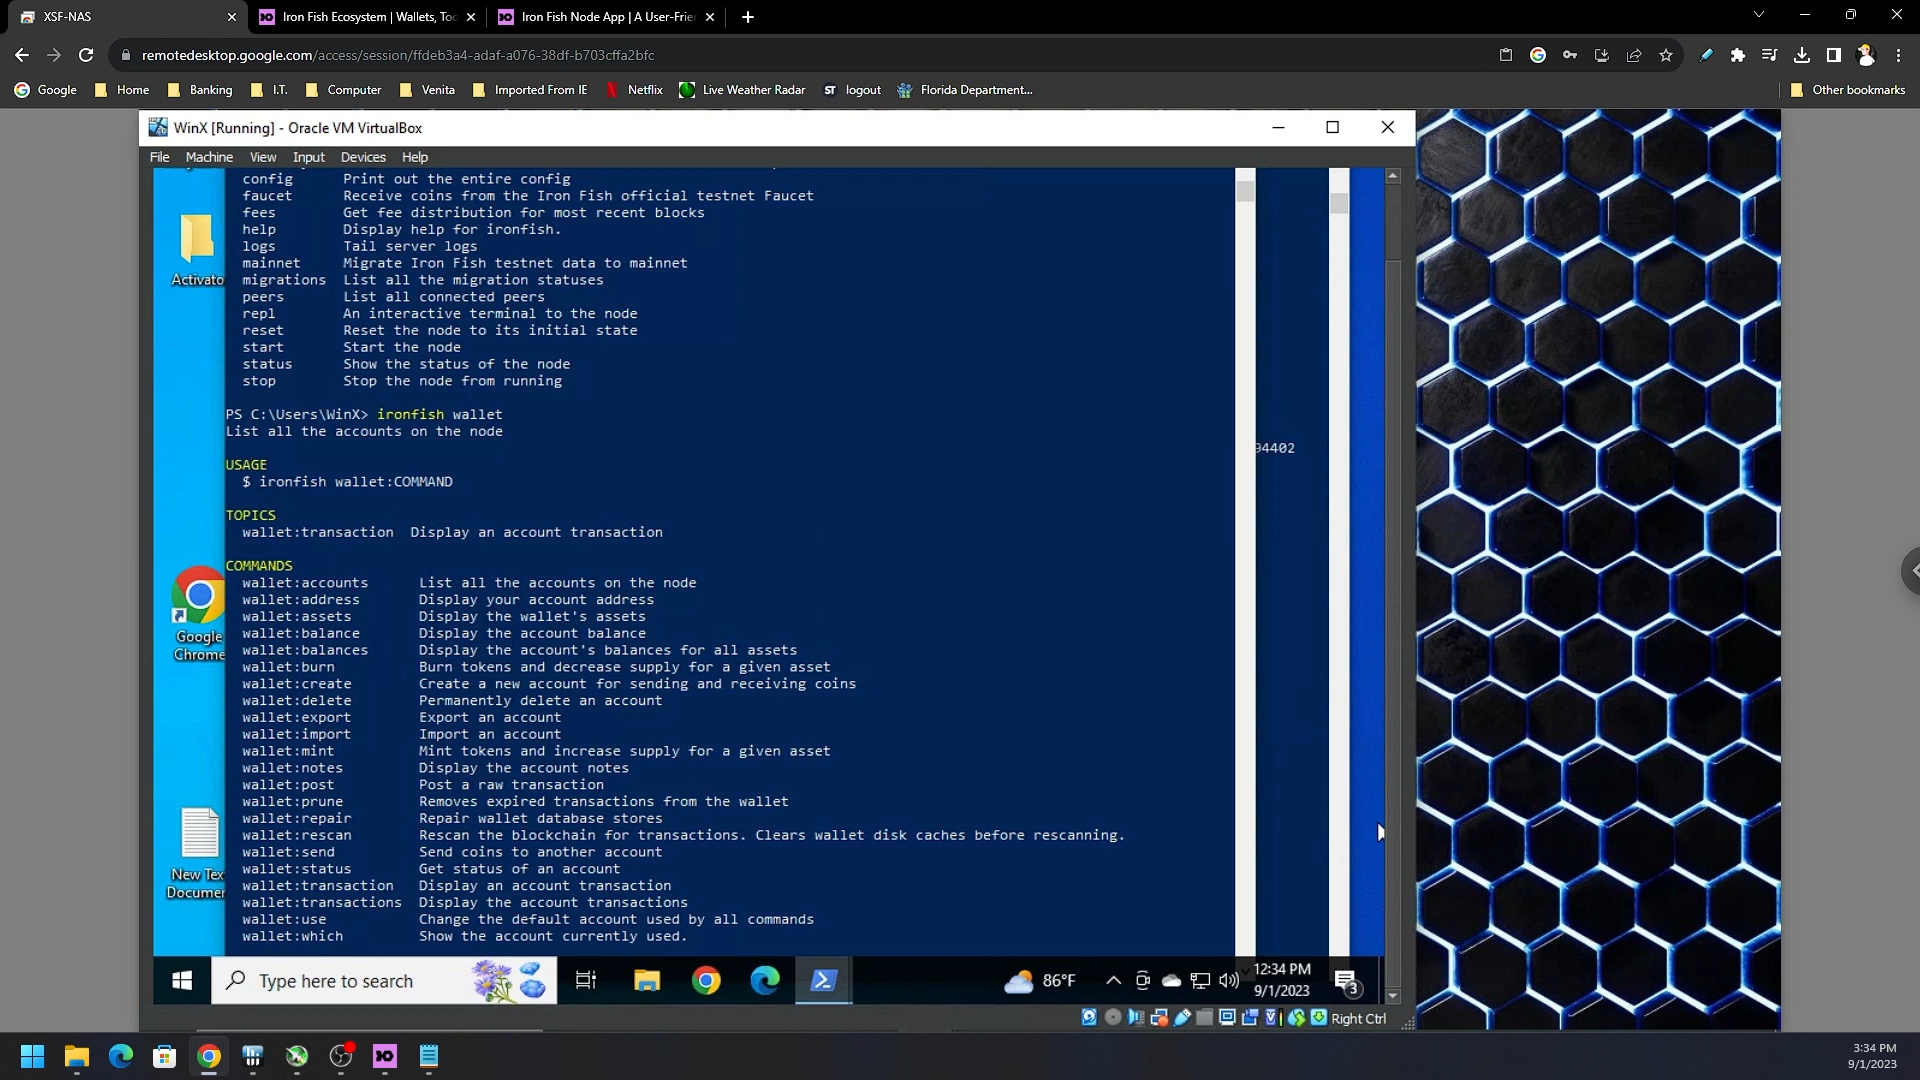 XSF-NAS
Iron Fish Ecosystem | Wallets, Too
Iron Fish Node App | A User-Frie
remotedesktop.google.com/access/session/ffdeb3a4-adaf-a076-38df-b703cffa2bfc
Google
Home
Banking
I.T.
Computer
Venita
Imported From IE
Netflix
Live Weather Radar
ST logout
Florida Department...
Other bookmarks
WinX [Running] - Oracle VM VirtualBox
File Machine View Input Devices Help
config Print out the entire config
faucet Receive coins from the Iron Fish official testnet Faucet
fees Get fee distribution for most recent blocks
help Display help for ironfish.
logs Tail server logs
mainnet Migrate Iron Fish testnet data to mainnet
migrations List all the migration statuses
peers List all connected peers
repl An interactive terminal to the node
reset Reset the node to its initial state
start Start the node
status Show the status of the node
stop Stop the node from running
PS C:\Users\WinX> ironfish wallet
List all the accounts on the node
USAGE
$ ironfish wallet:COMMAND
TOPICS
wallet:transaction Display an account transaction
COMMANDS
wallet:accounts List all the accounts on the node
wallet:address Display your account address
wallet:assets Display the wallet's assets
wallet:balance Display the account balance
wallet:balances Display the account's balances for all assets
wallet:burn Burn tokens and decrease supply for a given asset
wallet:create Create a new account for sending and receiving coins
wallet:delete Permanently delete an account
wallet:export Export an account
wallet:import Import an account
wallet:mint Mint tokens and increase supply for a given asset
wallet:notes Display the account notes
wallet:post Post a raw transaction
wallet:prune Removes expired transactions from the wallet
wallet:repair Repair wallet database stores
wallet:rescan Rescan the blockchain for transactions. Clears wallet disk caches before rescanning.
wallet:send Send coins to another account
wallet:status Get status of an account
wallet:transaction Display an account transaction
wallet:transactions Display the account transactions
wallet:use Change the default account used by all commands
wallet:which Show the account currently used.
94402
Activato
Google
Chrome
New Tex
Documen
Type here to search
86°F
12:34 PM
9/1/2023
3
Right Ctrl
3:34 PM
9/1/2023